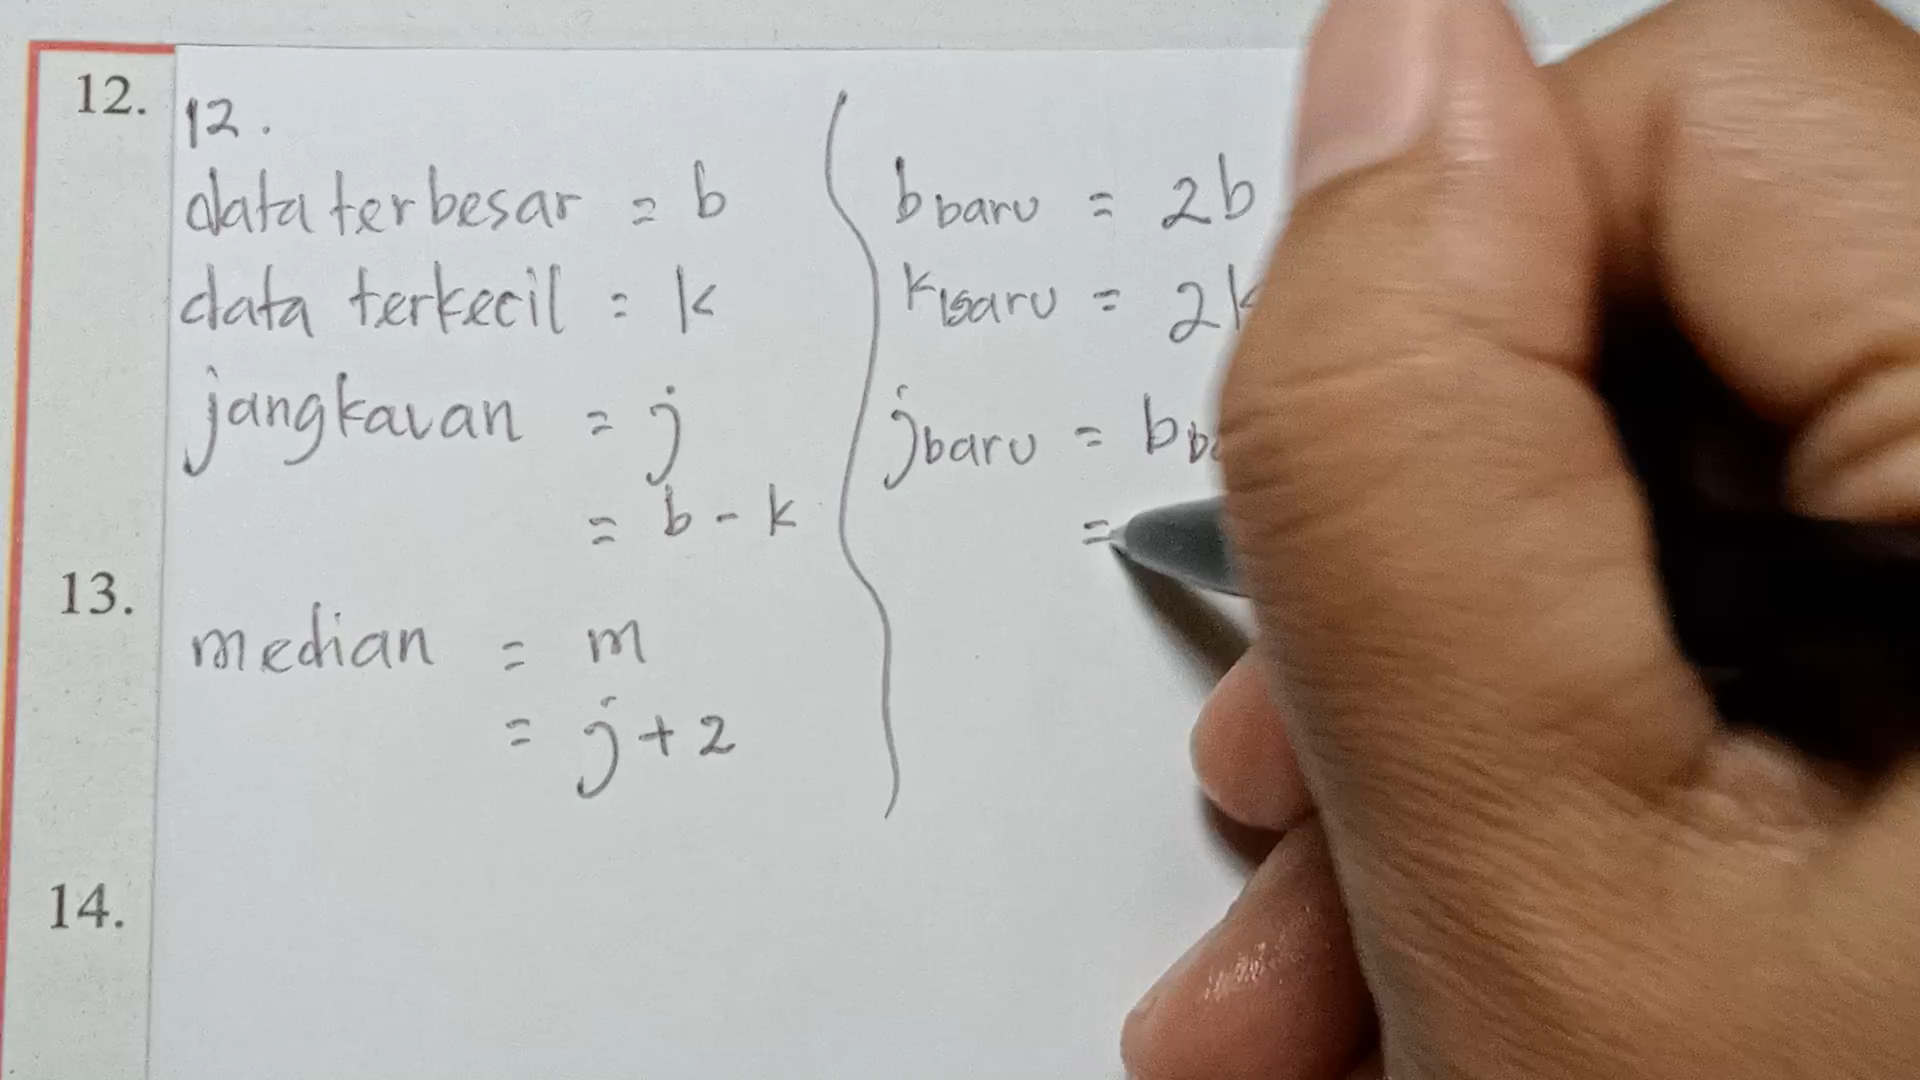 12.
12.
data terbesar = b
data terkecil = k
jangkauan = j
= b - k
13.
median = m
= j + 2
14.
b baru = 2b
k baru = 2k
j baru =
=